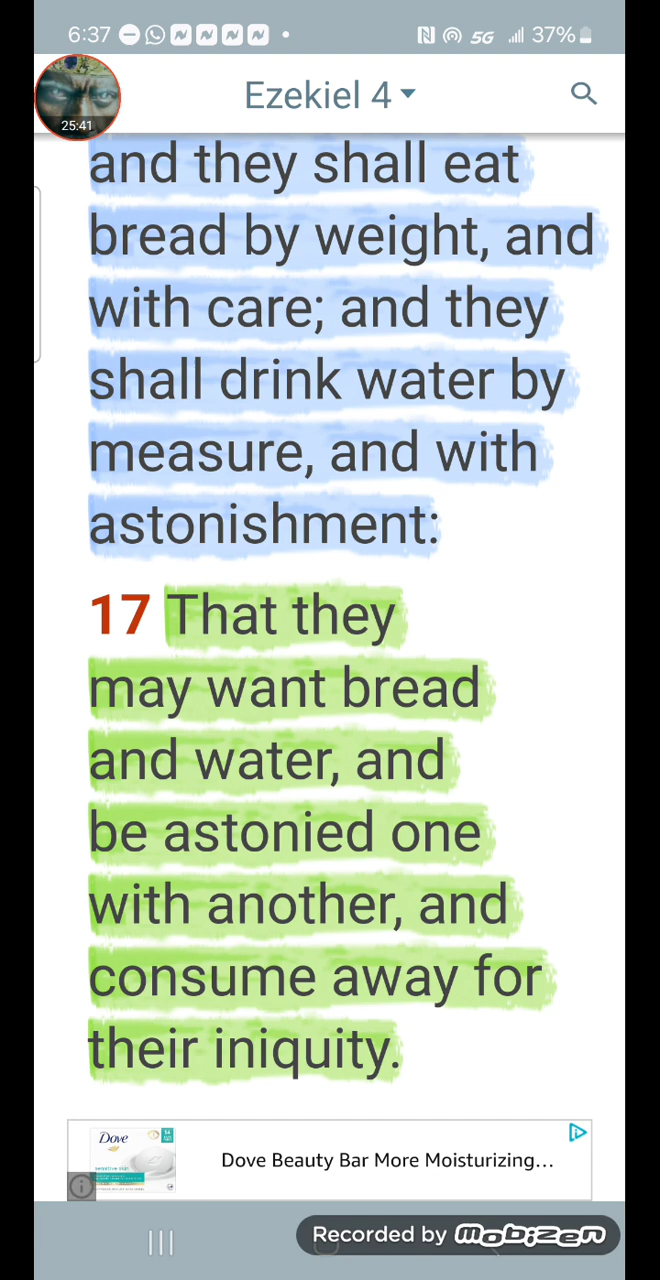 6:37 5G 37%
25:41
Ezekiel 4
and they shall eat
bread by weight, and
with care; and they
shall drink water by
measure, and with
astonishment:
17 That they
may want bread
and water, and
be astonied one
with another, and
consume away for
their iniquity.
Dove
Dove Beauty Bar More Moisturizing...
Recorded by mobizen